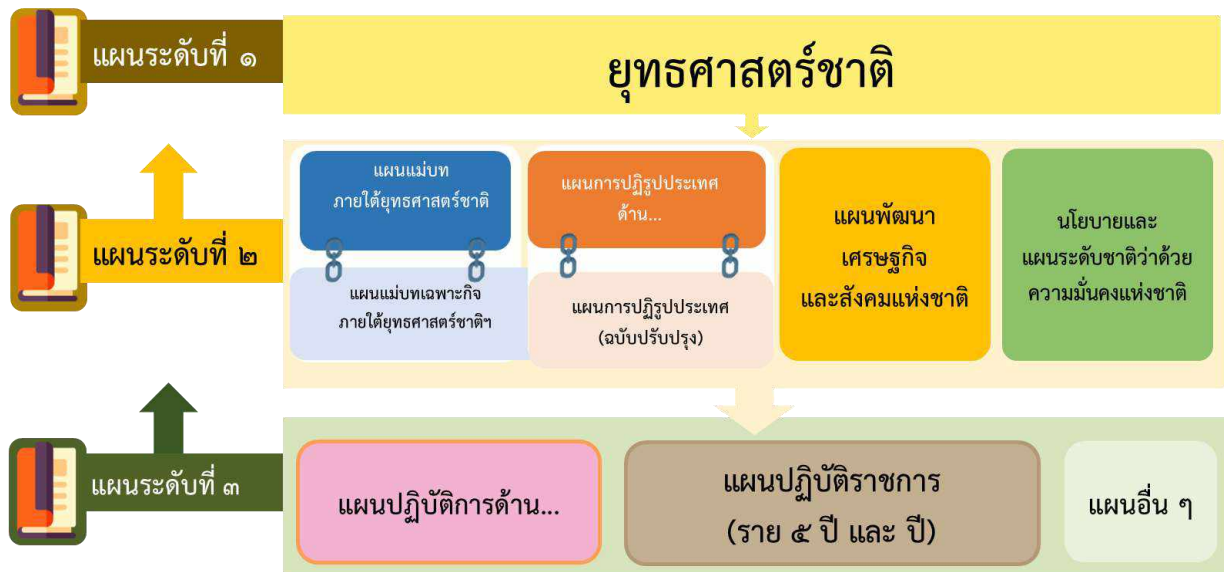 แผนระดับที่ ๑
ยุทธศาสตร์ชาติ
แผนระดับที่ ๒
แผนแม่บท
ภายใต้ยุทธศาสตร์ชาติ
แผนแม่บทเฉพาะกิจ
ภายใต้ยุทธศาสตร์ชาติฯ
แผนการปฏิรูปประเทศ
ด้าน...
แผนการปฏิรูปประเทศ
(ฉบับปรับปรุง)
แผนพัฒนา
เศรษฐกิจ
และสังคมแห่งชาติ
นโยบายและ
แผนระดับชาติว่าด้วย
ความมั่นคงแห่งชาติ
แผนระดับที่ ๓
แผนปฏิบัติการด้าน...
แผนปฏิบัติราชการ
(ราย ๕ ปี และ ปี)
แผนอื่น ๆ